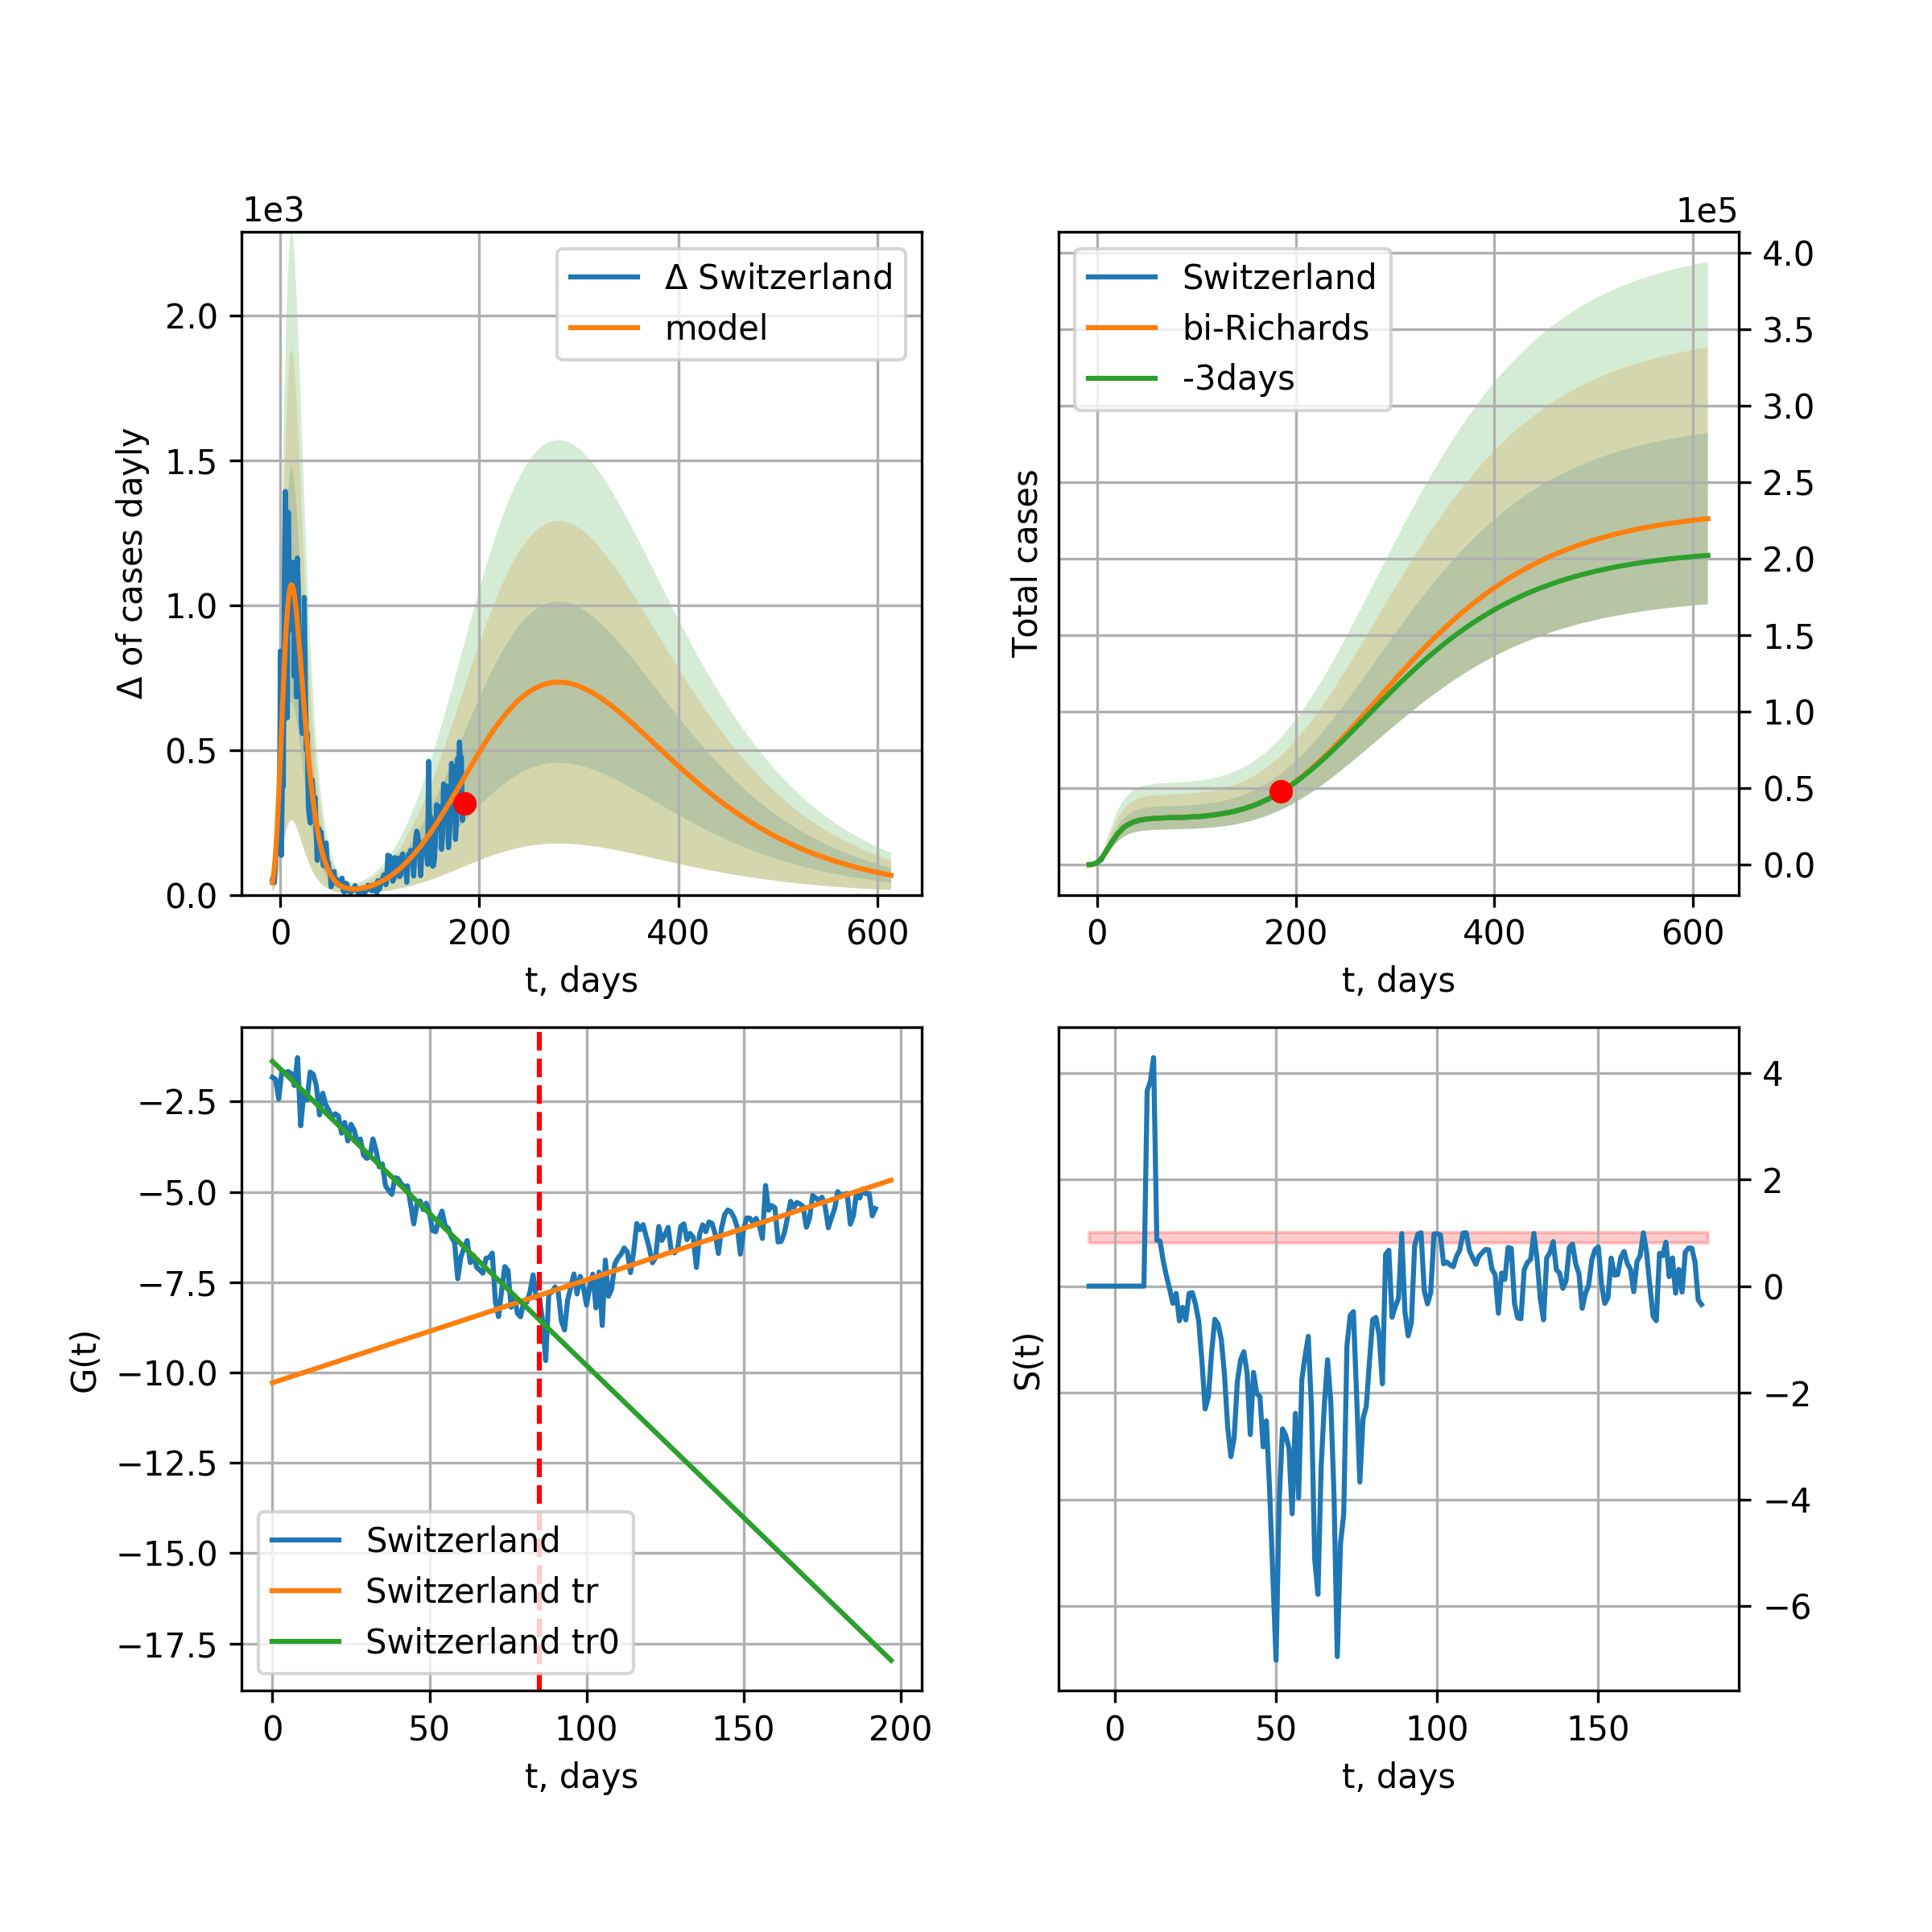 1e3
Δ of cases dayly
2.0
1.5
1.0
0.5
0.0
Δ Switzerland
model
0 200 400 600
t, days
1e5
Total cases
Switzerland
bi-Richards
-3days
4.0
3.5
3.0
2.5
2.0
1.5
1.0
0.5
0.0
0 200 400 600
t, days
G(t)
−2.5
−5.0
−7.5
−10.0
−12.5
−15.0
−17.5
Switzerland
Switzerland tr
Switzerland tr0
0 50 100 150 200
t, days
S(t)
4
2
0
−2
−4
−6
0 50 100 150
t, days